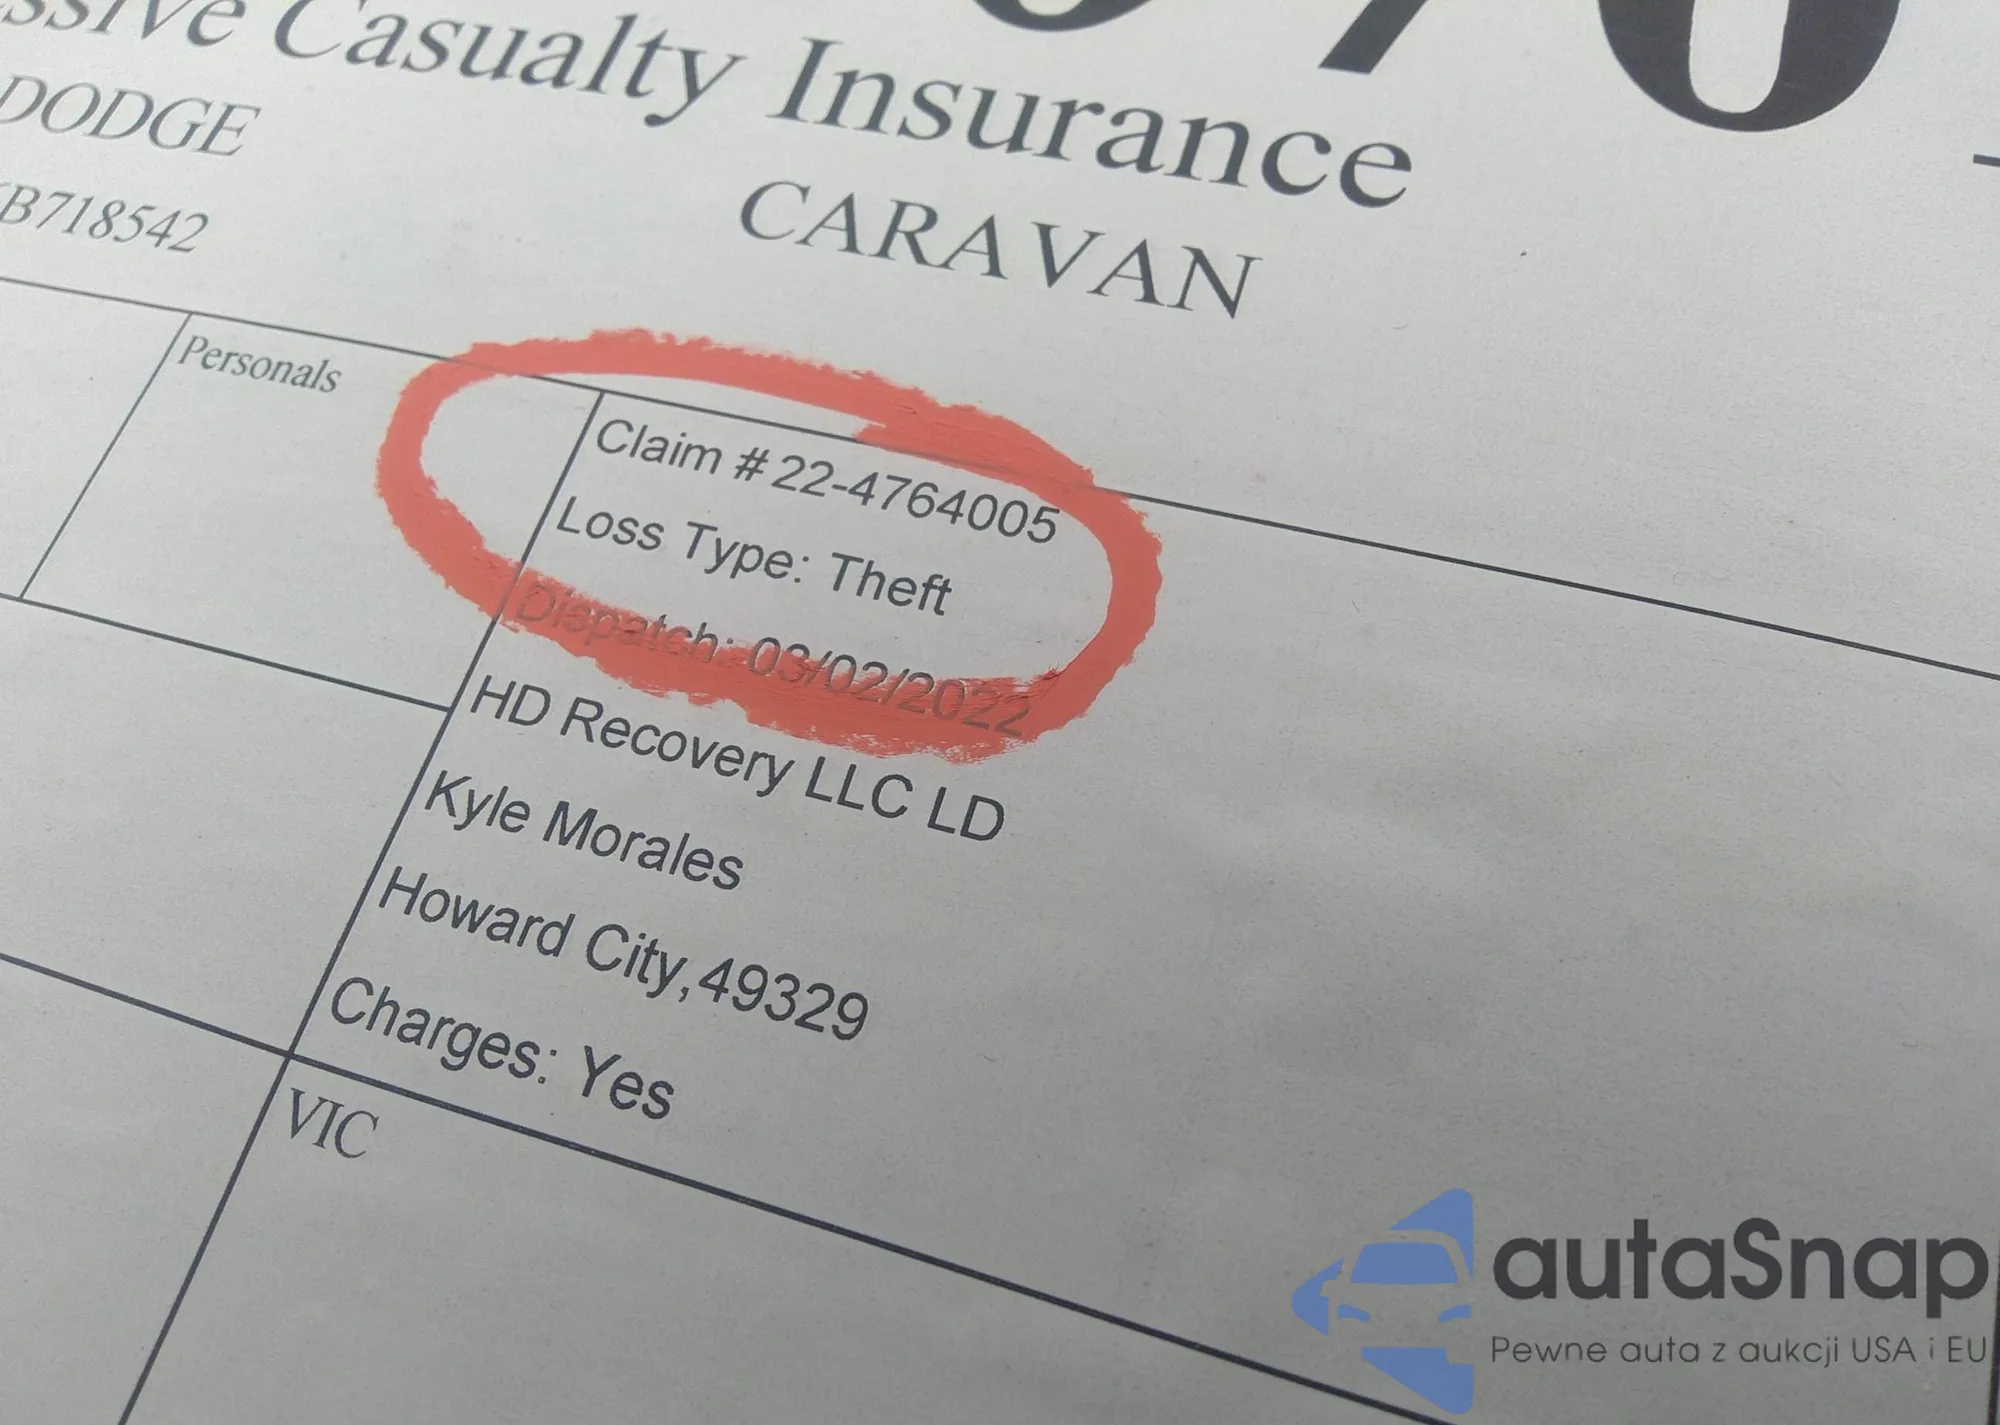 ssive Casualty Insurance
DODGE
CARAVAN
B718542
Personals
Claim # 22-4764005
Loss Type: Theft
Dispatch: 03/02/2022
HD Recovery LLC LD
Kyle Morales
Howard City,49329
Charges: Yes
VIC
autaSnap
Pewne auta z aukcji USA i EU